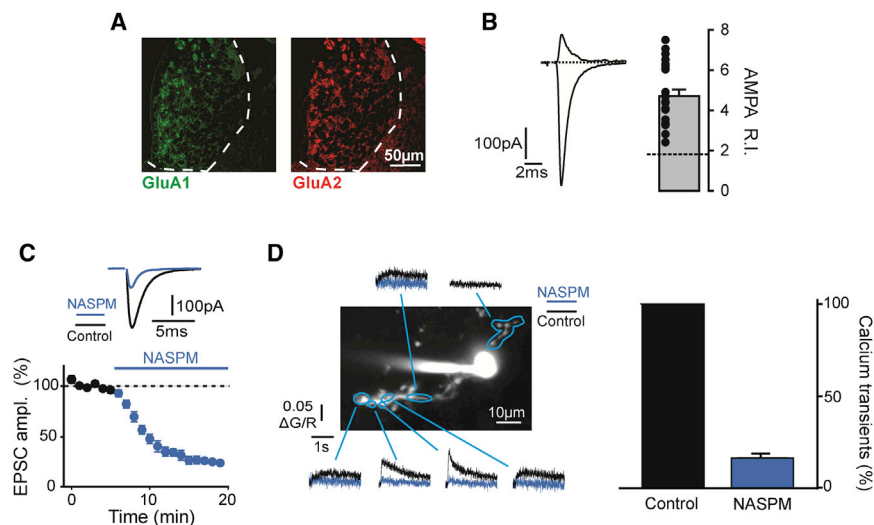 A
GluA1
GluA2
50μm
B
100pA
2ms
8
6
4
2
0
AMPA R.I.
C
NASPM
Control
100pA
5ms
NASPM
EPSC ampl. (%)
100
50
0
0
10
20
Time (min)
D
NASPM
Control
0.05
ΔG/R
1s
10μm
100
50
0
Calcium transients (%)
Control
NASPM